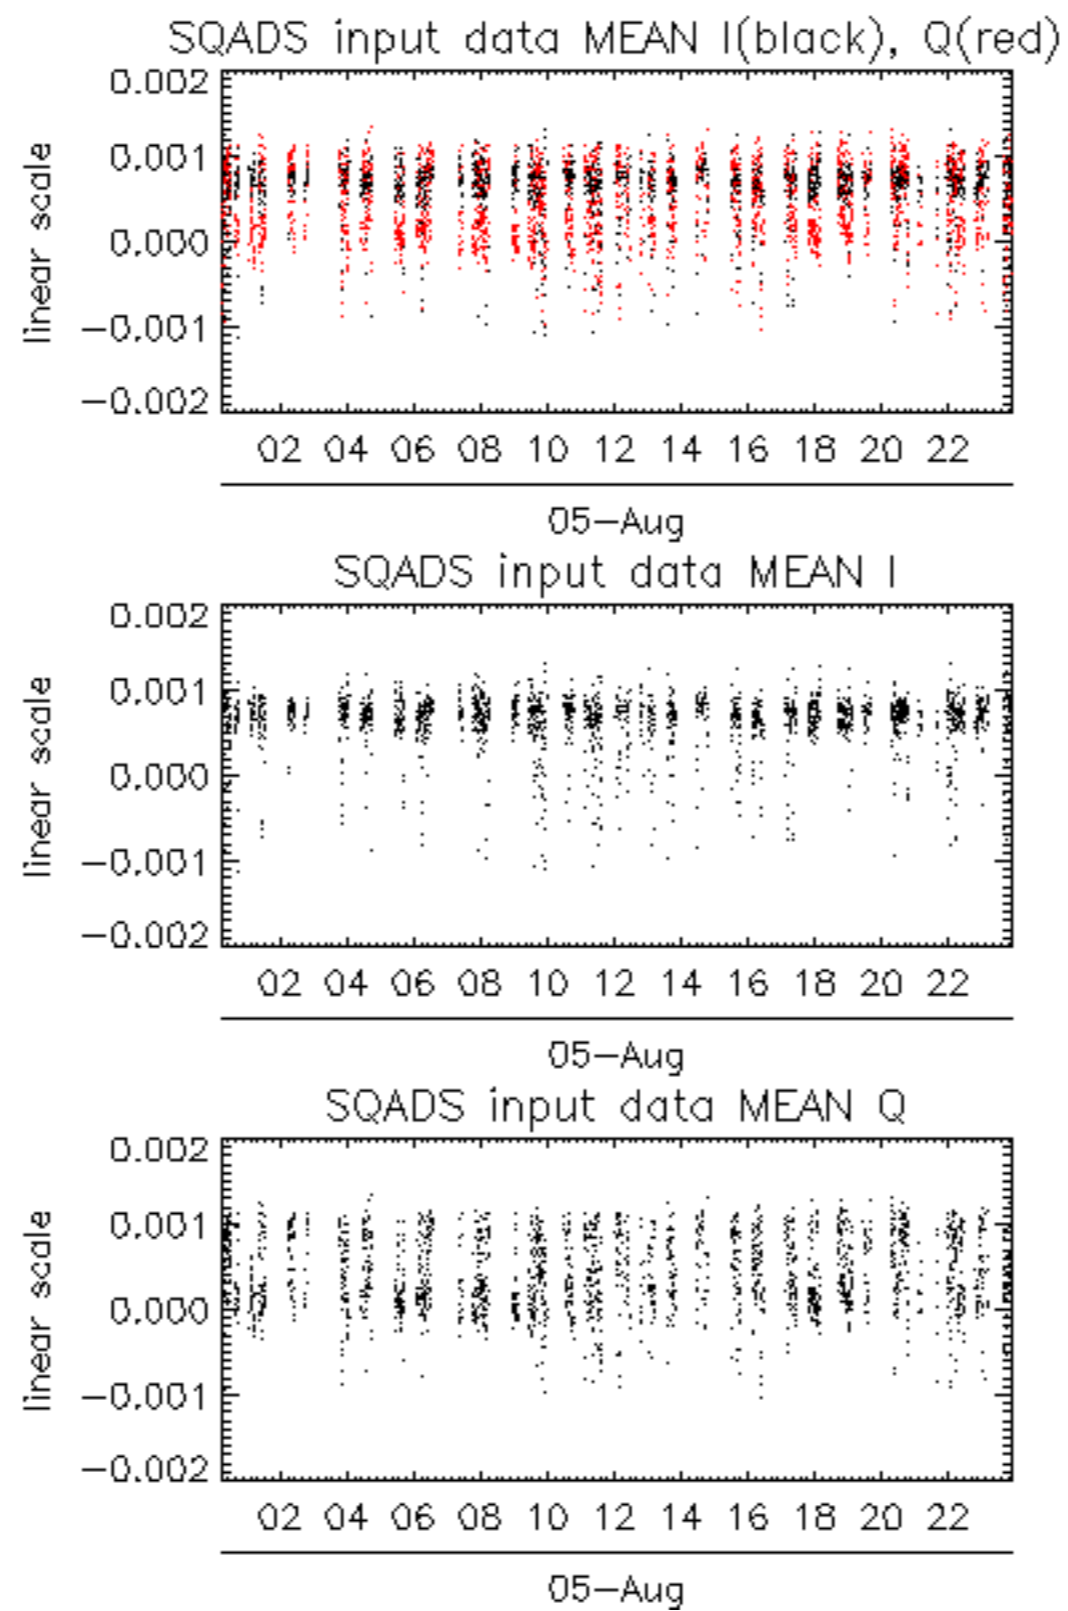 SQADS input data MEAN I(black), Q(red)
0.002
0.001
0.000
−0.001
−0.002
linear scale
02 04 06 08 10 12 14 16 18 20 22
05−Aug
SQADS input data MEAN I
0.002
0.001
0.000
−0.001
−0.002
linear scale
02 04 06 08 10 12 14 16 18 20 22
05−Aug
SQADS input data MEAN Q
0.002
0.001
0.000
−0.001
−0.002
linear scale
02 04 06 08 10 12 14 16 18 20 22
05−Aug